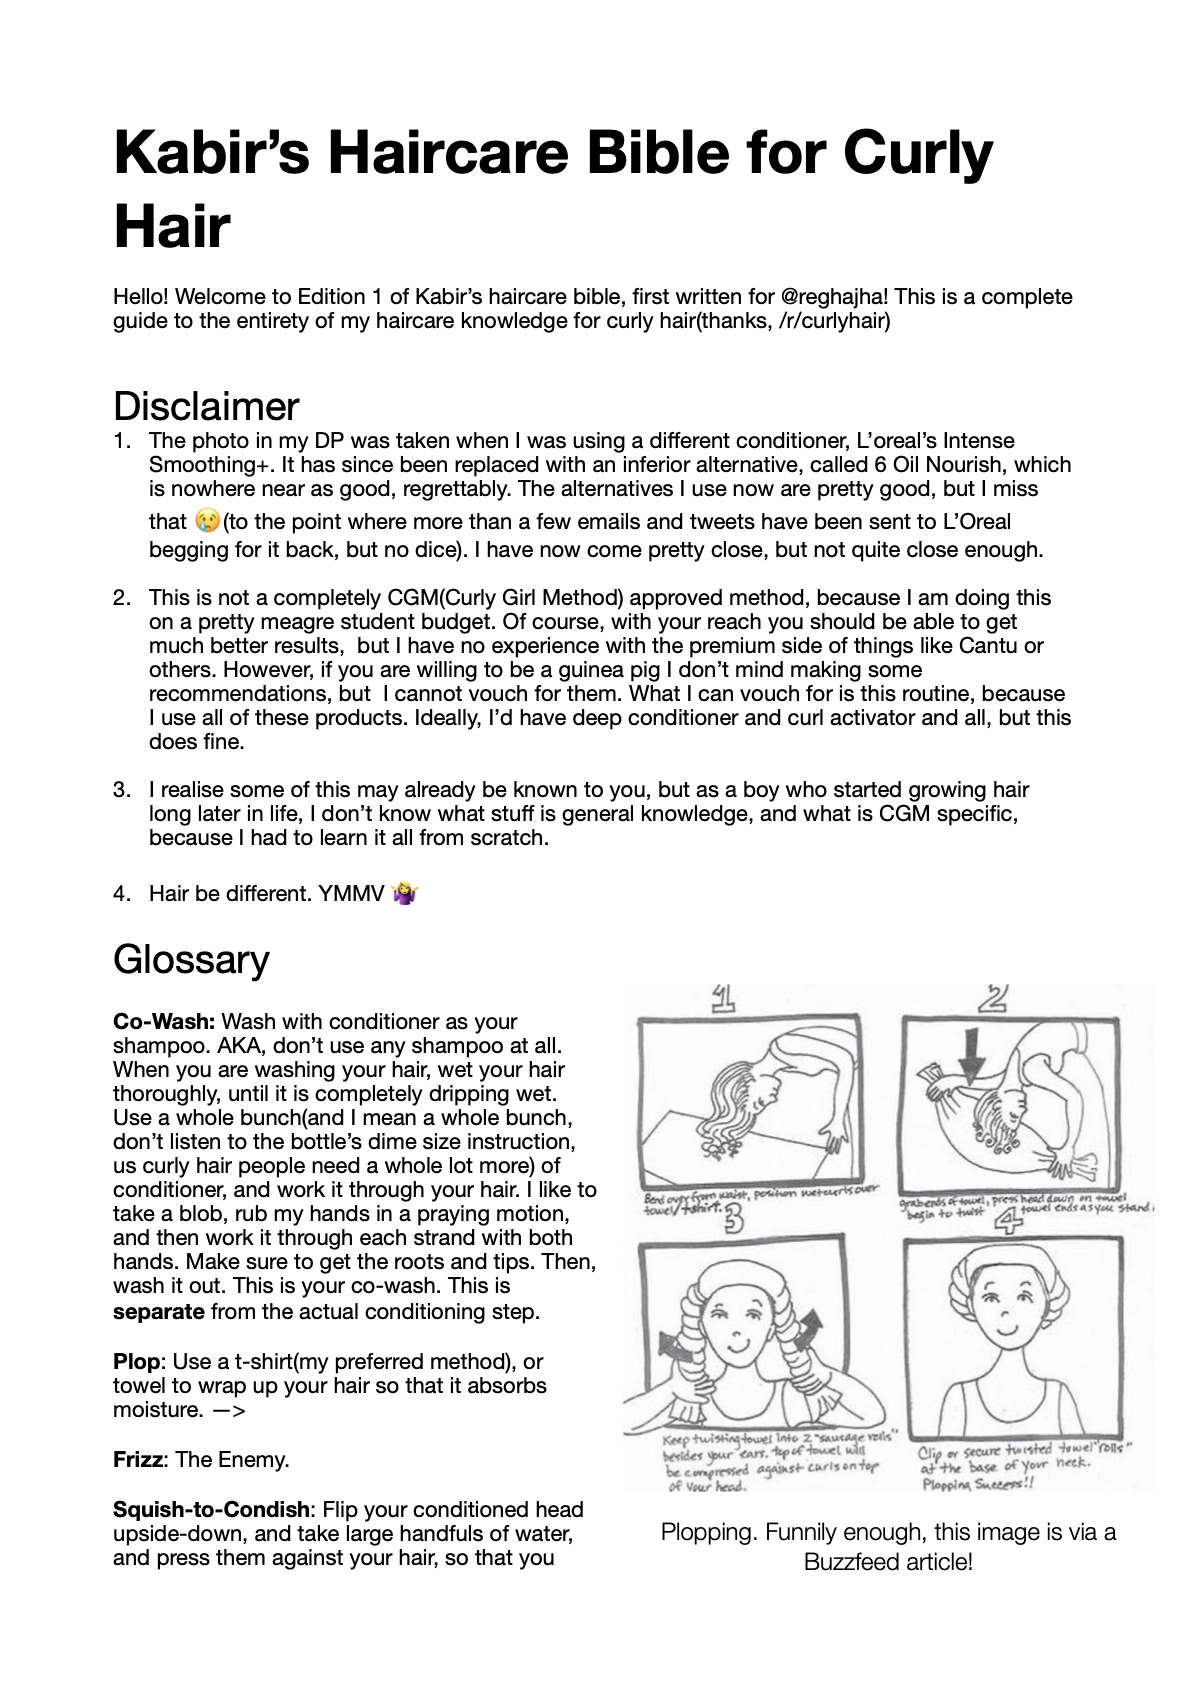 Kabir’s Haircare Bible for Curly
Hair
Hello! Welcome to Edition 1 of Kabir’s haircare bible, first written for @reghajha! This is a complete
guide to the entirety of my haircare knowledge for curly hair(thanks, /r/curlyhair)
Disclaimer
1. The photo in my DP was taken when I was using a different conditioner, L’oreal’s Intense
Smoothing+. It has since been replaced with an inferior alternative, called 6 Oil Nourish, which
is nowhere near as good, regrettably. The alternatives I use now are pretty good, but I miss
that 😢(to the point where more than a few emails and tweets have been sent to L’Oreal
begging for it back, but no dice). I have now come pretty close, but not quite close enough.
2. This is not a completely CGM(Curly Girl Method) approved method, because I am doing this
on a pretty meagre student budget. Of course, with your reach you should be able to get
much better results,  but I have no experience with the premium side of things like Cantu or
others. However, if you are willing to be a guinea pig I don’t mind making some
recommendations, but  I cannot vouch for them. What I can vouch for is this routine, because
I use all of these products. Ideally, I’d have deep conditioner and curl activator and all, but this
does fine.
3. I realise some of this may already be known to you, but as a boy who started growing hair
long later in life, I don’t know what stuff is general knowledge, and what is CGM specific,
because I had to learn it all from scratch.
4. Hair be different. YMMV 🤷‍♀️
Glossary
Co-Wash: Wash with conditioner as your
shampoo. AKA, don’t use any shampoo at all.
When you are washing your hair, wet your hair
thoroughly, until it is completely dripping wet.
Use a whole bunch(and I mean a whole bunch,
don’t listen to the bottle’s dime size instruction,
us curly hair people need a whole lot more) of
conditioner, and work it through your hair. I like to
take a blob, rub my hands in a praying motion,
and then work it through each strand with both
hands. Make sure to get the roots and tips. Then,
wash it out. This is your co-wash. This is
separate from the actual conditioning step.
Plop: Use a t-shirt(my preferred method), or
towel to wrap up your hair so that it absorbs
moisture. —>
Frizz: The Enemy.
Squish-to-Condish: Flip your conditioned head
upside-down, and take large handfuls of water,
and press them against your hair, so that you
1
Bend over from waist, position wet curls over
towel/tshirt.
2
grab ends of towel, press head down on towel
begin to twist towel ends as you stand.
3
Keep twisting towel into 2 "sausage rolls"
besides your ears. top of towel will
be compressed against curls on top
of your head.
4
Clip or secure twisted towel "rolls"
at the base of your neck.
Plopping Success!!
Plopping. Funnily enough, this image is via a
Buzzfeed article!